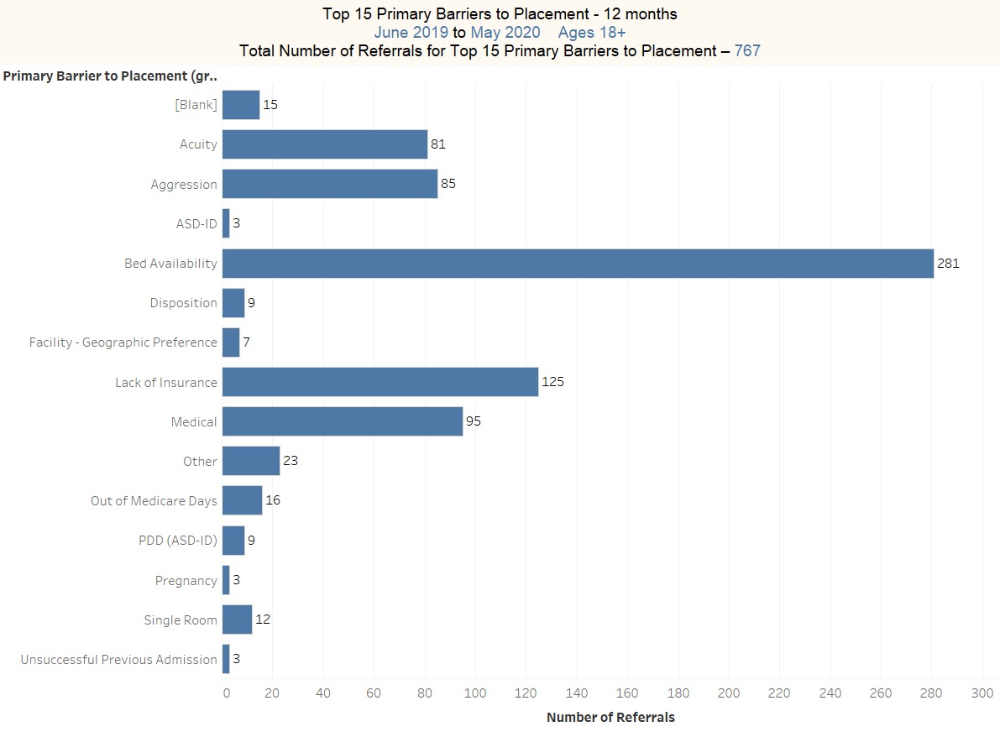 Top 15 Primary Barriers to Placement - 12 months
June 2019 to May 2020 Ages 18+
Total Number of Referrals for Top 15 Primary Barriers to Placement – 767
Primary Barrier to Placement (gr..
[Blank] 15
Acuity 81
Aggression 85
ASD-ID 3
Bed Availability 281
Disposition 9
Facility - Geographic Preference 7
Lack of Insurance 125
Medical 95
Other 23
Out of Medicare Days 16
PDD (ASD-ID) 9
Pregnancy 3
Single Room 12
Unsuccessful Previous Admission 3
0 20 40 60 80 100 120 140 160 180 200 220 240 260 280 300
Number of Referrals